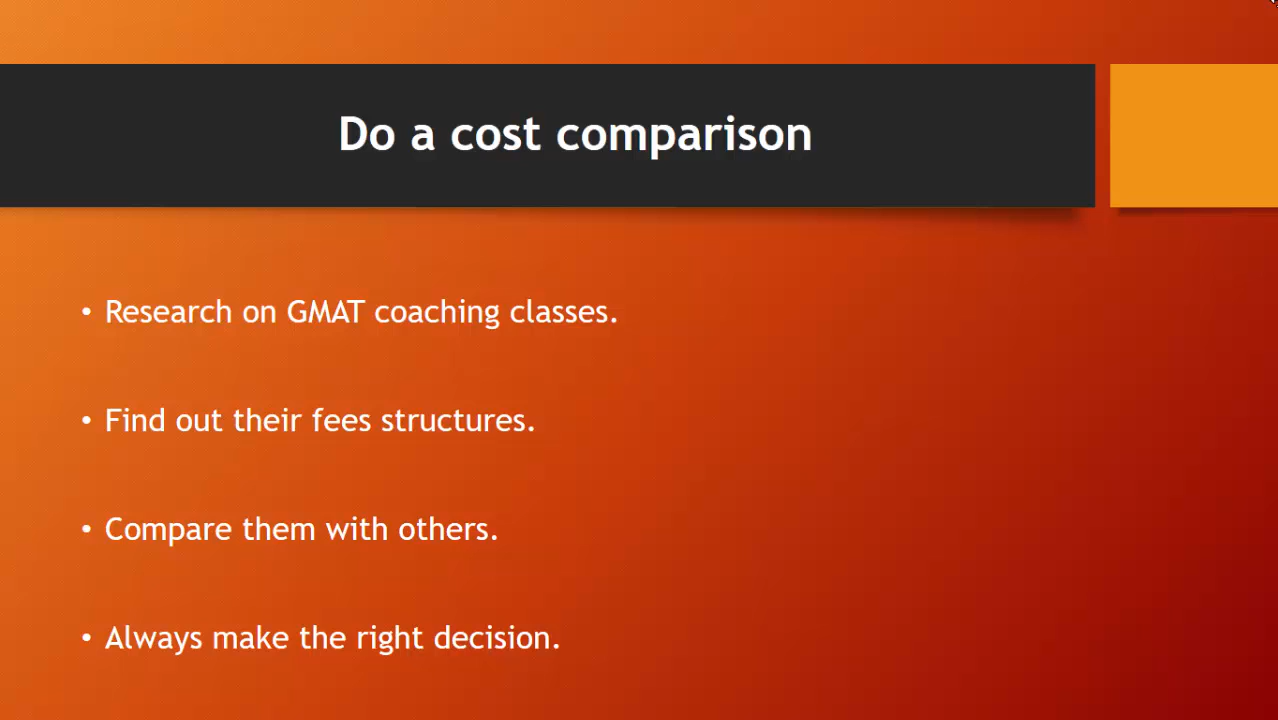 Do a cost comparison
• Research on GMAT coaching classes.
• Find out their fees structures.
• Compare them with others.
• Always make the right decision.